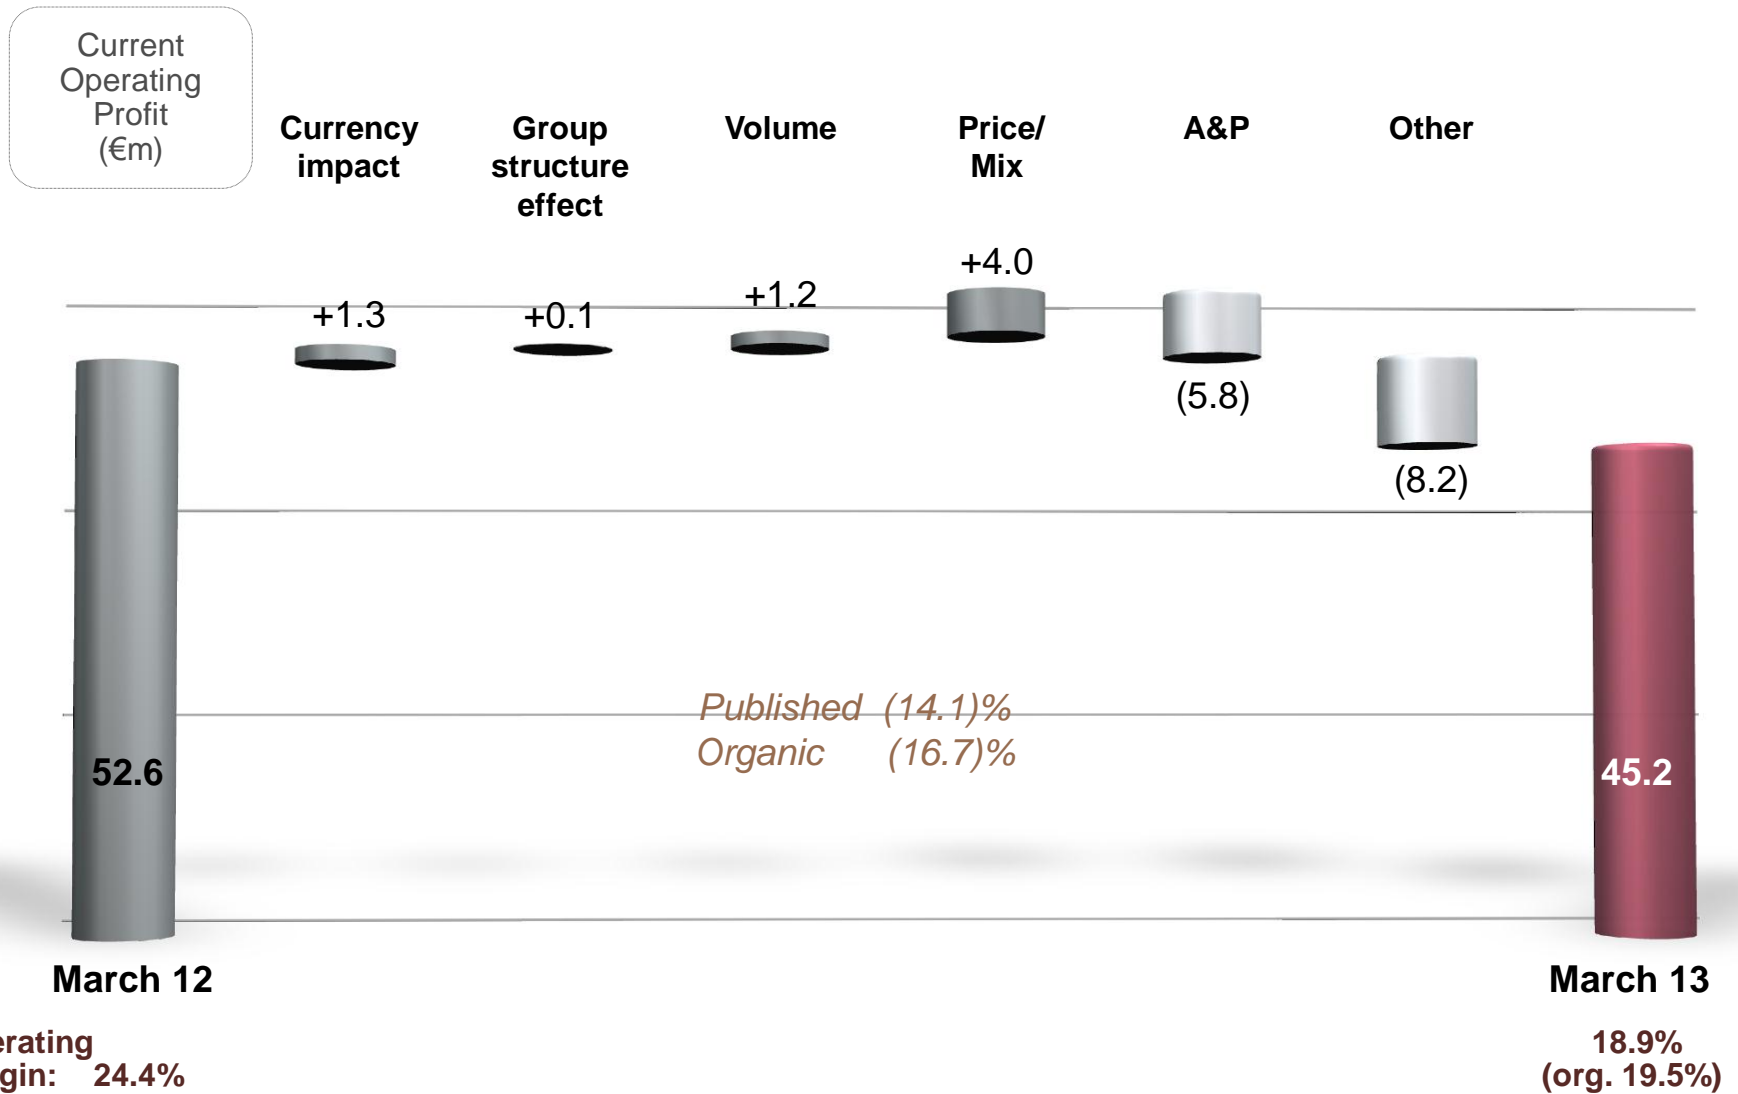 Current
Operating
Profit
(€m)
Currency
impact
Group
structure
effect
Volume
Price/
Mix
A&P
Other
+1.3
+0.1
+1.2
+4.0
(5.8)
(8.2)
Published (14.1)%
Organic (16.7)%
52.6
45.2
March 12
March 13
erating
gin: 24.4%
18.9%
(org. 19.5%)